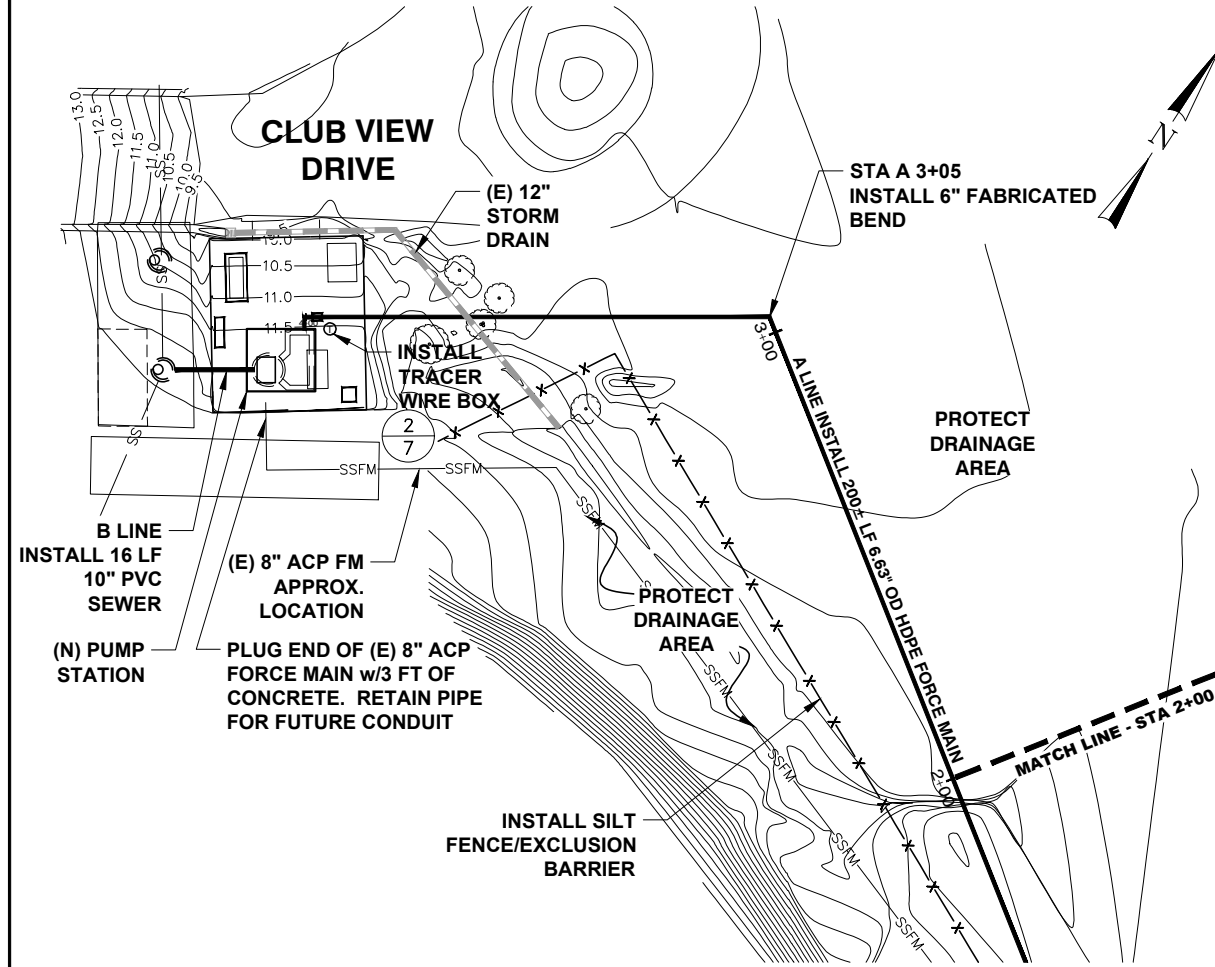 13.0
12.5
12.0
11.5
11.0
10.5
10.0
9.5
SS
CLUB VIEW
DRIVE
(E) 12"
STORM
DRAIN
STA A 3+05
INSTALL 6" FABRICATED
BEND
N
10.5
11.0
11.5
3+00
INSTALL
TRACER
WIRE BOX
2
7
SS
SSFM
SSFM
SSFM
A LINE INSTALL 200± LF 6.63" OD HDPE FORCE MAIN
PROTECT
DRAINAGE
AREA
B LINE
INSTALL 16 LF
10" PVC
SEWER
(E) 8" ACP FM
APPROX.
LOCATION
PROTECT
DRAINAGE
AREA
(N) PUMP
STATION
PLUG END OF (E) 8" ACP
FORCE MAIN w/3 FT OF
CONCRETE. RETAIN PIPE
FOR FUTURE CONDUIT
SSFM
SSFM
SSFM
SSFM
MATCH LINE - STA 2+00
2+00
INSTALL SILT
FENCE/EXCLUSION
BARRIER